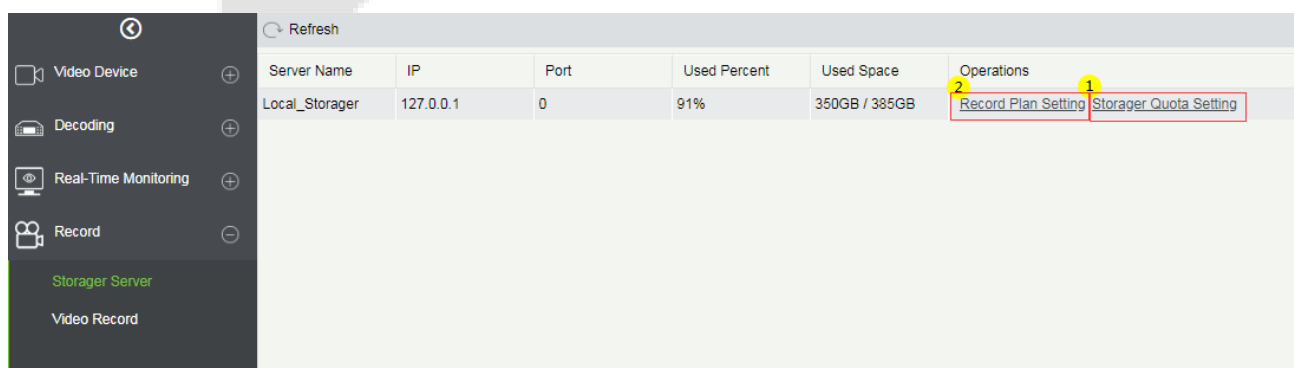 Refresh
Video Device
Decoding
Real-Time Monitoring
Record
Storager Server
Video Record
Server Name IP Port Used Percent Used Space Operations
2 1
Local_Storager 127.0.0.1 0 91% 350GB / 385GB Record Plan Setting Storager Quota Setting